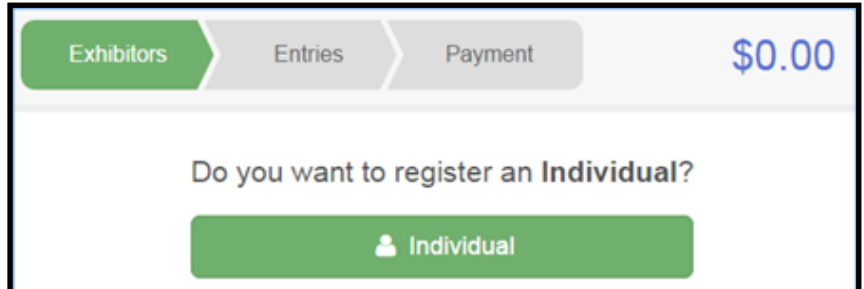 Exhibitors Entries Payment $0.00
Do you want to register an Individual?
Individual